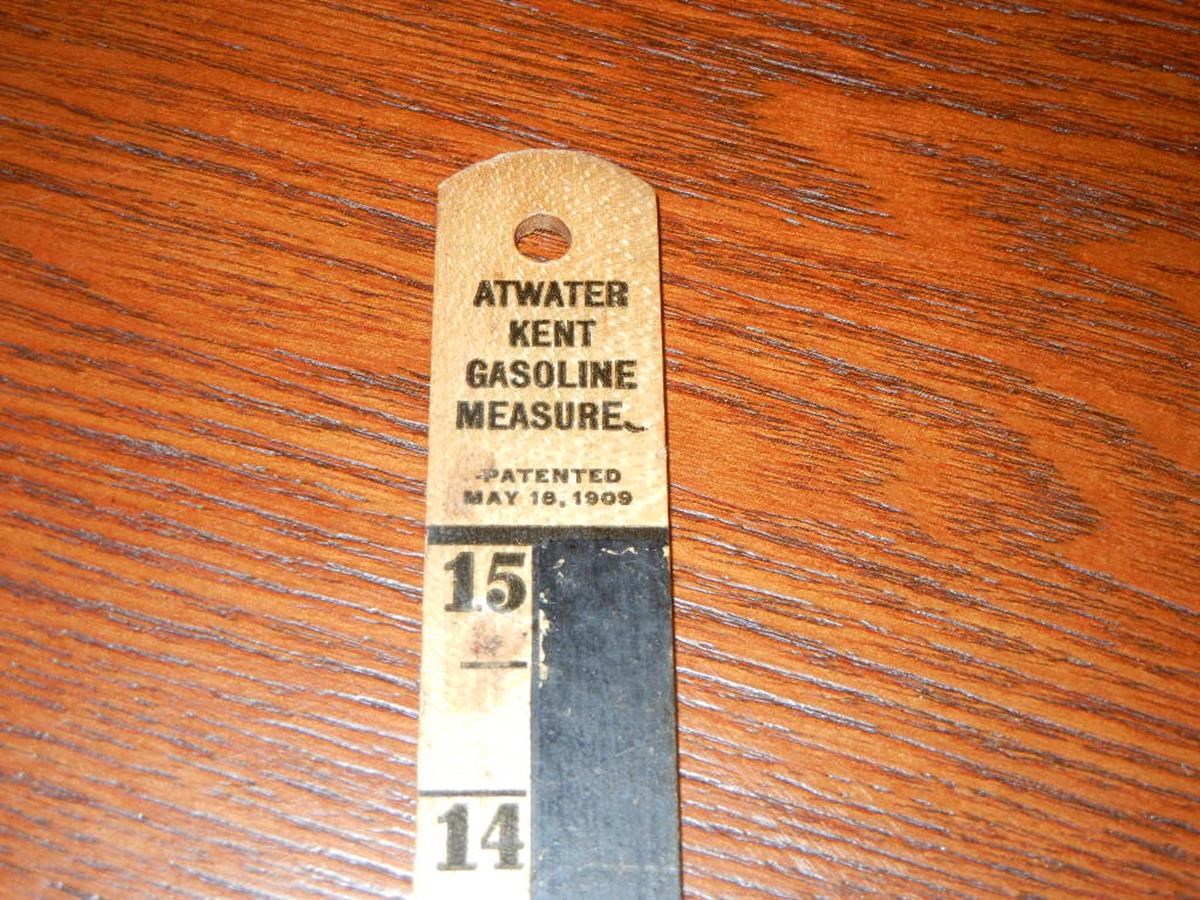 ATWATER
KENT
GASOLINE
MEASURE
PATENTED
MAY 18, 1909
15
14